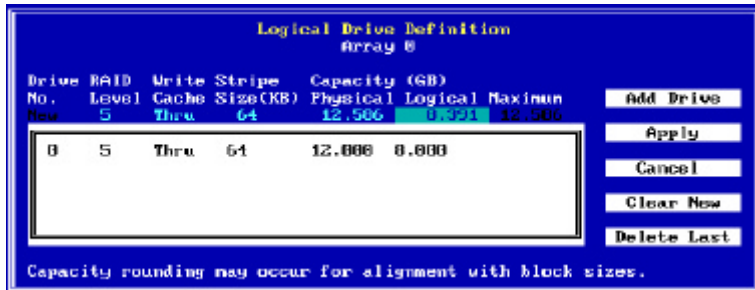 Logical Drive Definition
Array 0
Drive RAID Write Stripe Capacity (GB)
No. Level Cache Size(KB) Physical Logical Maximum
New 5 Thru 64 12.506 12.506
Add Drive
0 5 Thru 64 12.000 8.000
Apply
Cancel
Clear New
Delete Last
Capacity rounding may occur for alignment with block sizes.